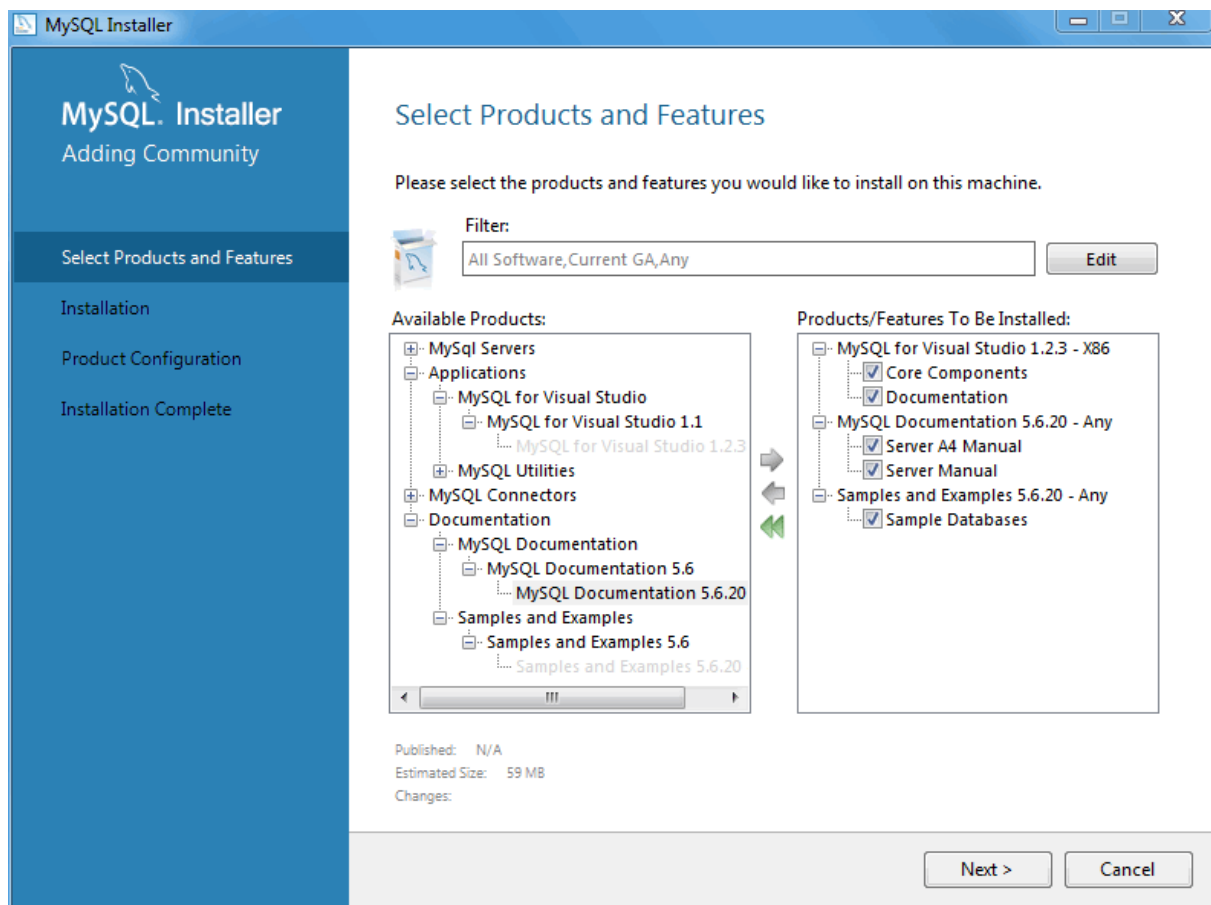 MySQL Installer
MySQL. Installer
Adding Community
Select Products and Features
Installation
Product Configuration
Installation Complete
Select Products and Features
Please select the products and features you would like to install on this machine.
Filter:
All Software,Current GA,Any
Edit
Available Products:
MySql Servers
Applications
MySQL for Visual Studio
MySQL for Visual Studio 1.1
MySQL for Visual Studio 1.2.3
MySQL Utilities
MySQL Connectors
Documentation
MySQL Documentation
MySQL Documentation 5.6
MySQL Documentation 5.6.20
Samples and Examples
Samples and Examples 5.6
Samples and Examples 5.6.20
Products/Features To Be Installed:
MySQL for Visual Studio 1.2.3 - X86
Core Components
Documentation
MySQL Documentation 5.6.20 - Any
Server A4 Manual
Server Manual
Samples and Examples 5.6.20 - Any
Sample Databases
Published: N/A
Estimated Size: 59 MB
Changes:
Next >
Cancel